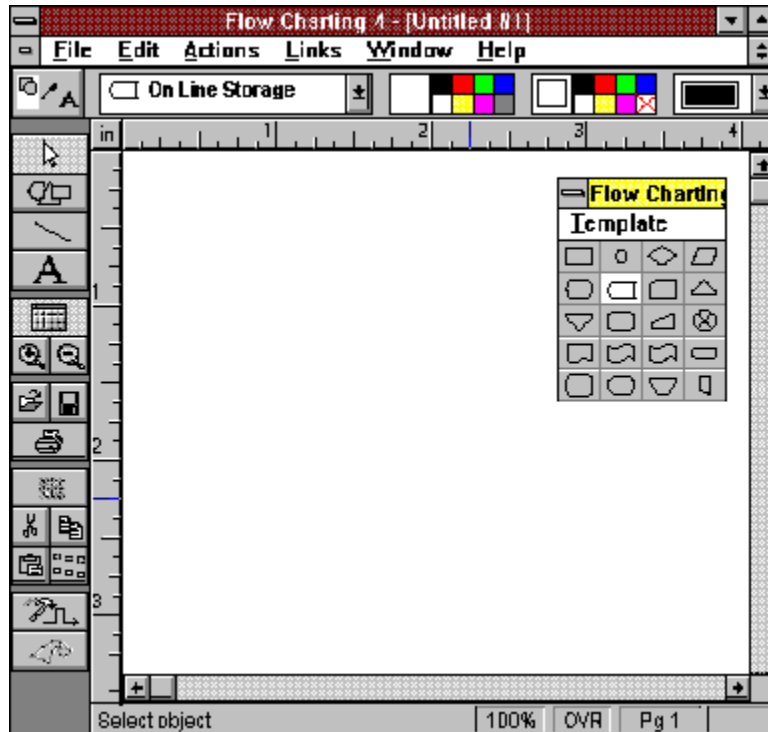 Flow Charting 4 - [Untitled #1]
File Edit Actions Links Window Help
A On Line Storage
in 1 2 3 4
Flow Charting
Template
A
1
2
3
Select object 100% OVR Pg 1